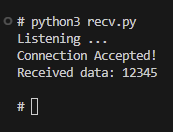 # python3 recv.py
Listening ...
Connection Accepted!
Received data: 12345
#